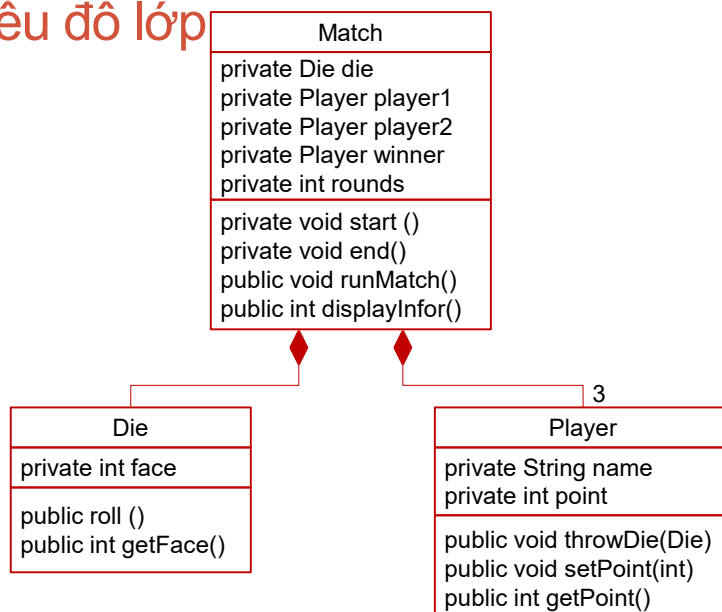 đồ lớp
Match
private Die die
private Player player1
private Player player2
private Player winner
private int rounds
private void start ()
private void end()
public void runMatch()
public int displayInfor()
3
Die
private int face
public roll ()
public int getFace()
Player
private String name
private int point
public void throwDie(Die)
public void setPoint(int)
public int getPoint()